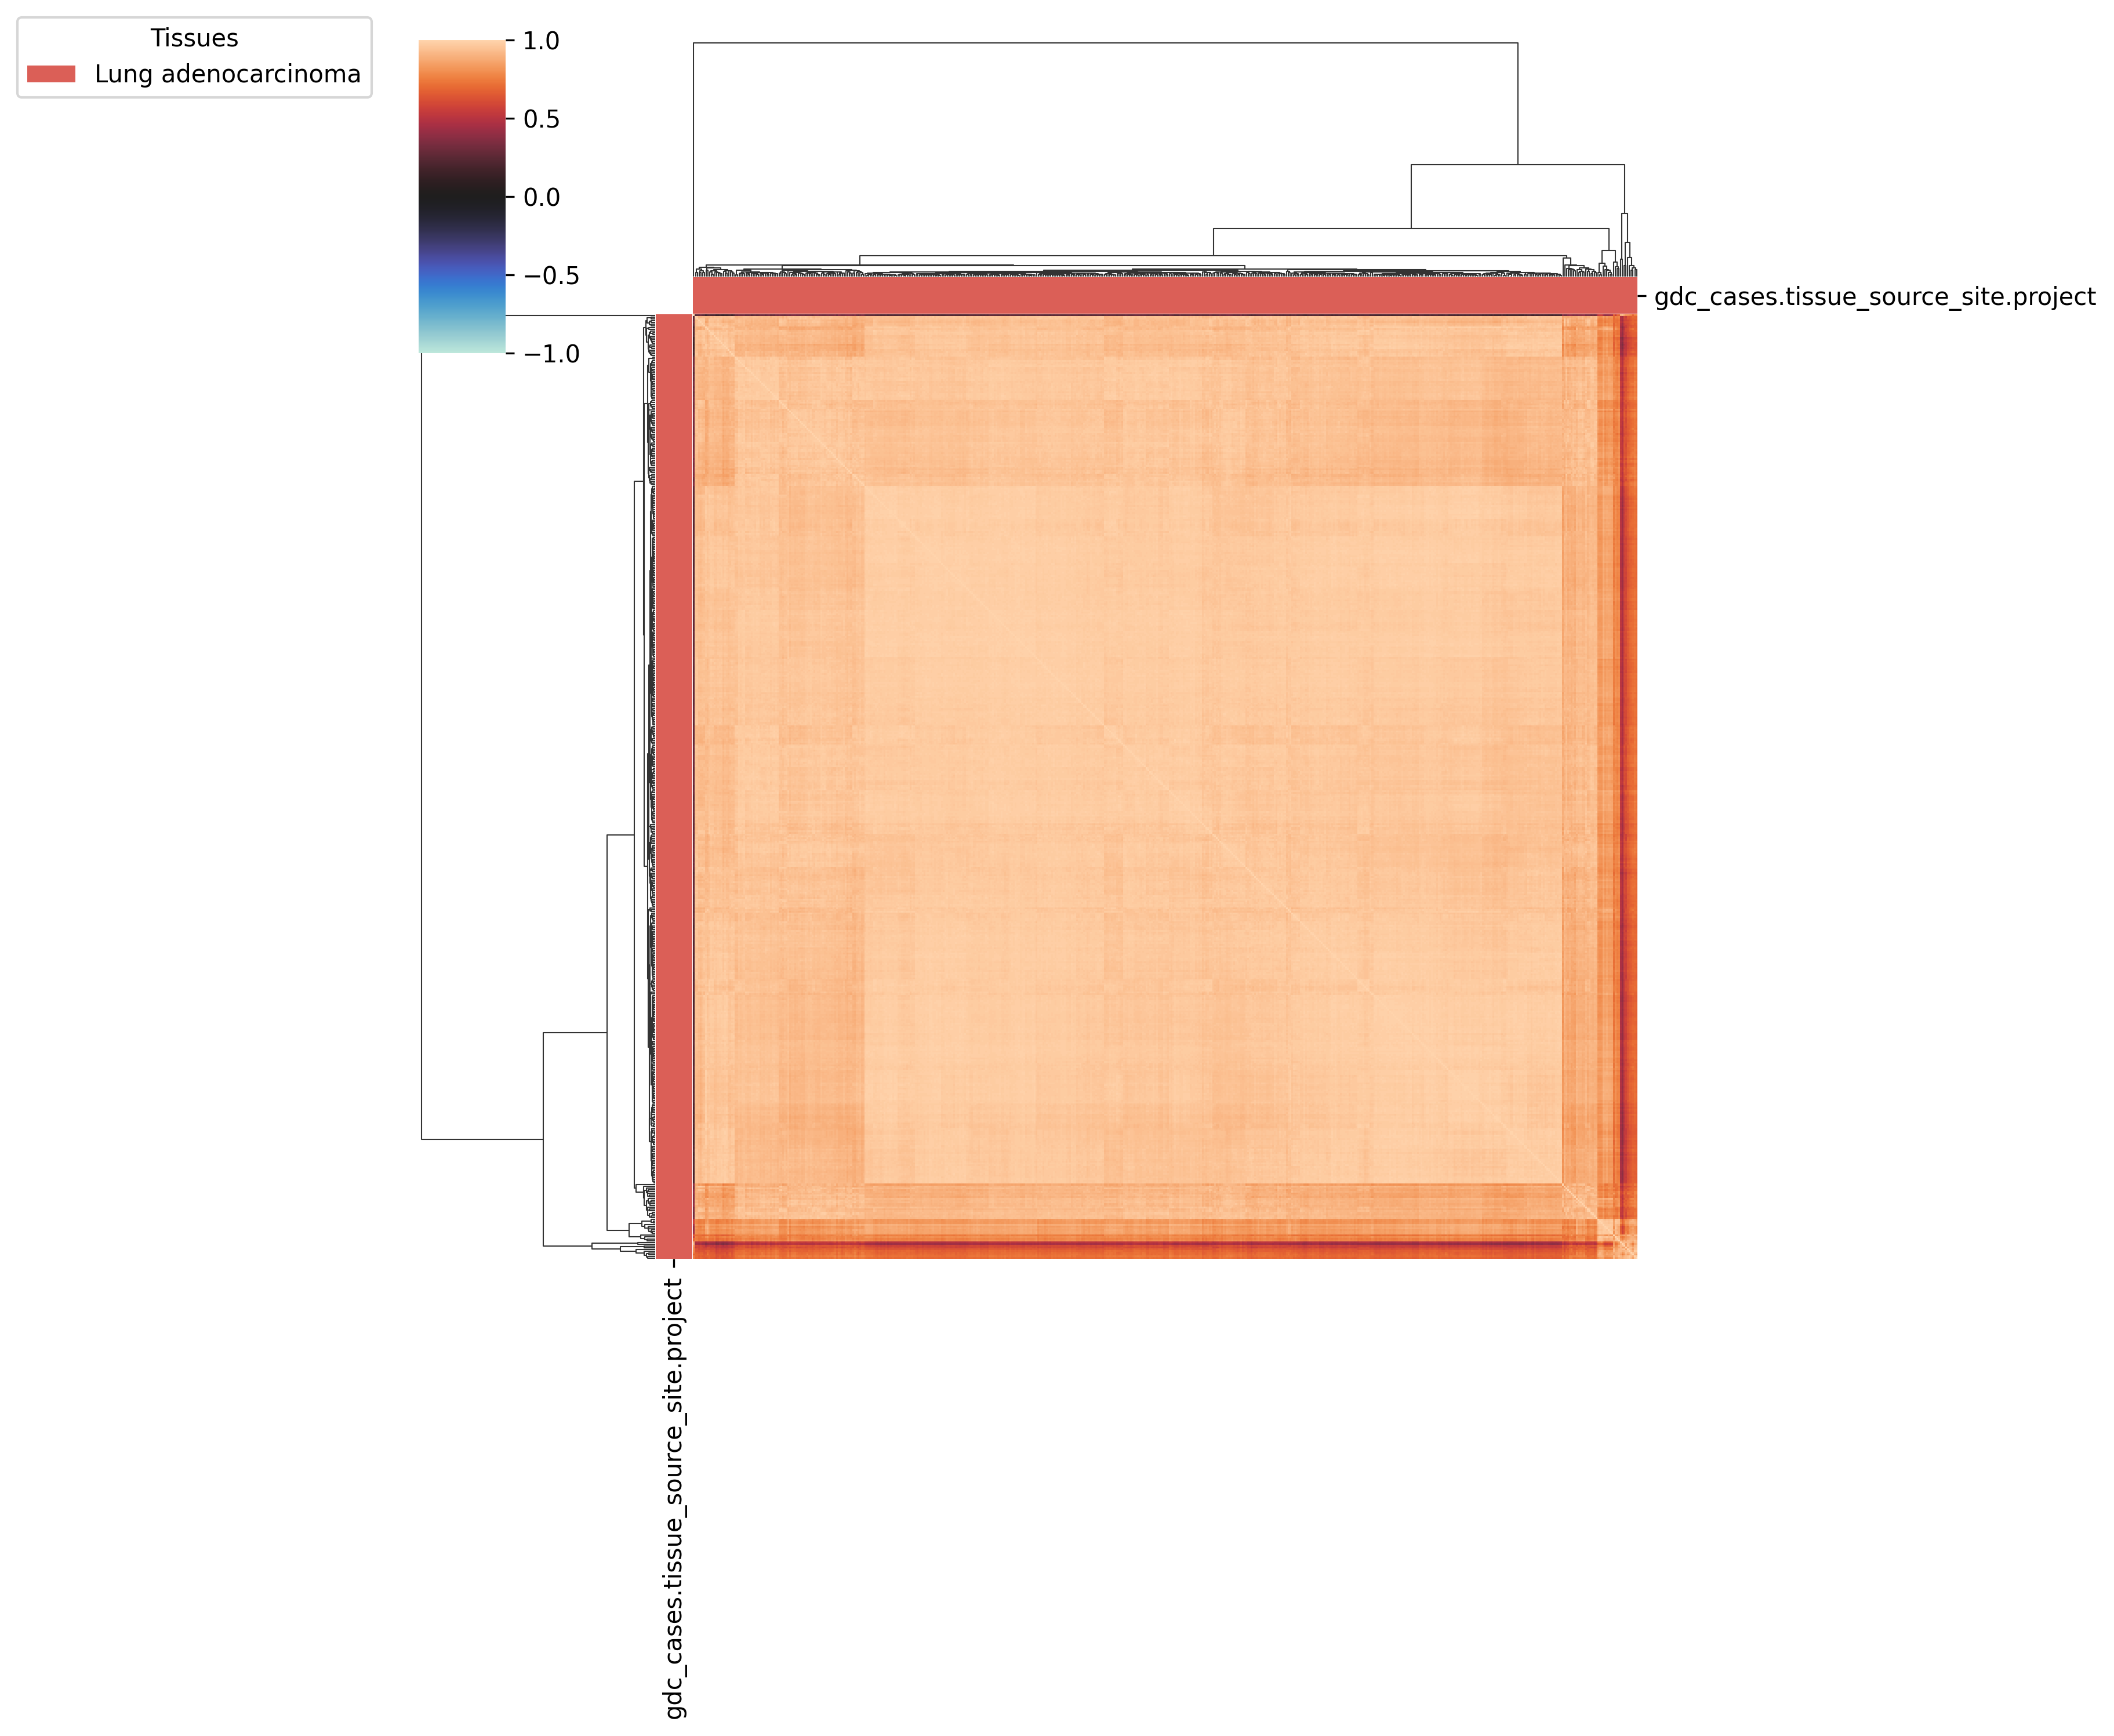 Tissues
Lung adenocarcinoma
1.0
0.5
0.0
−0.5
−1.0
gdc_cases.tissue_source_site.project
gdc_cases.tissue_source_site.project